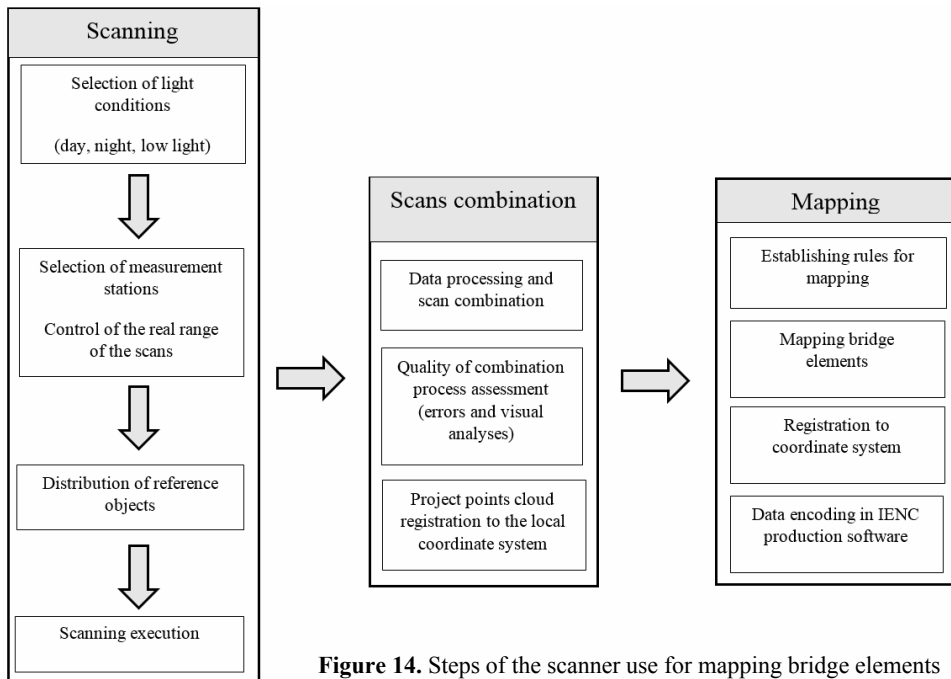 Scanning
Selection of light
conditions
(day, night, low light)
Selection of measurement
stations
Control of the real range
of the scans
Distribution of reference
objects
Scanning execution
Scans combination
Data processing and
scan combination
Quality of combination
process assessment
(errors and visual
analyses)
Project points cloud
registration to the local
coordinate system
Mapping
Establishing rules for
mapping
Mapping bridge
elements
Registration to
coordinate system
Data encoding in IENC
production software
Figure 14. Steps of the scanner use for mapping bridge elements